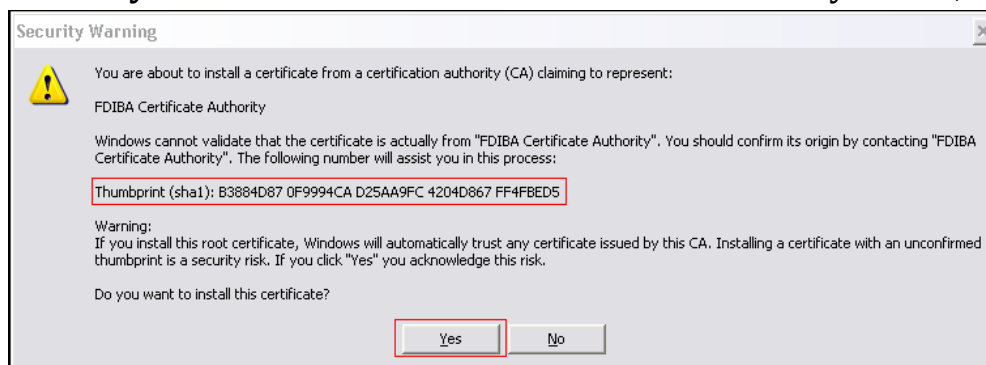 Security Warning
You are about to install a certificate from a certification authority (CA) claiming to represent:
FDIBA Certificate Authority
Windows cannot validate that the certificate is actually from "FDIBA Certificate Authority". You should confirm its origin by contacting "FDIBA
Certificate Authority". The following number will assist you in this process:
Thumbprint (sha1): B3884D87 0F9994CA D25AA9FC 4204D867 FF4FBED5
Warning:
If you install this root certificate, Windows will automatically trust any certificate issued by this CA. Installing a certificate with an unconfirmed
thumbprint is a security risk. If you click "Yes" you acknowledge this risk.
Do you want to install this certificate?
Yes No